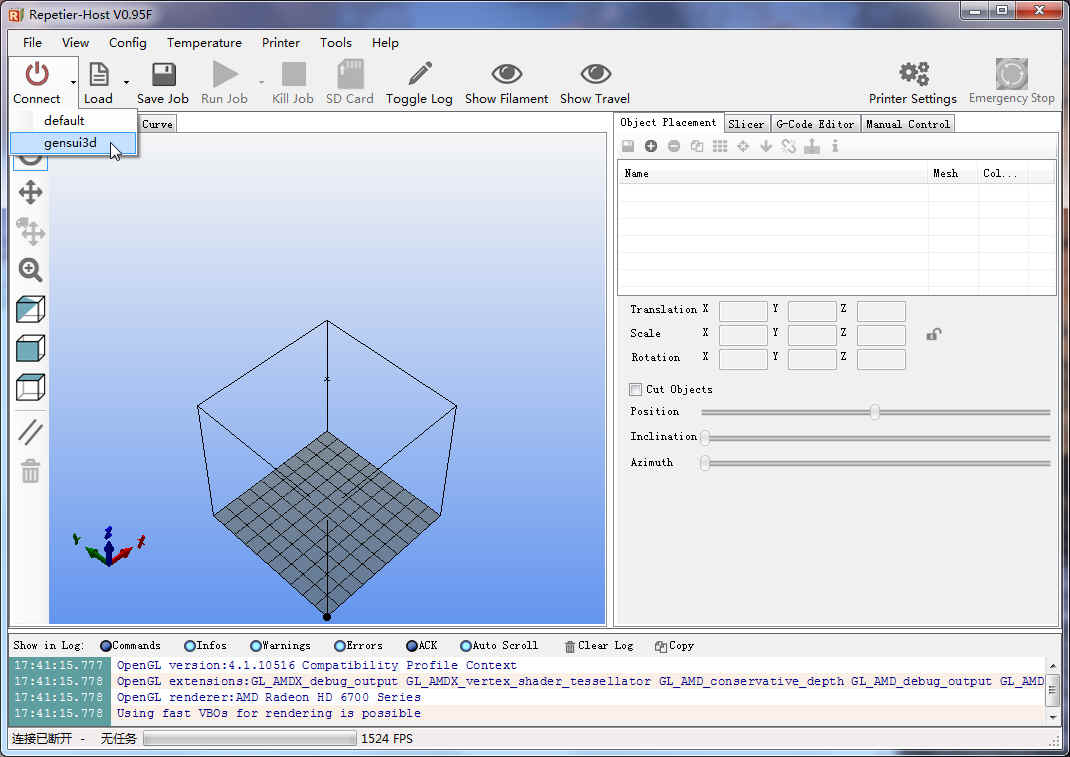 Repetier-Host V0.95F
File View Config Temperature Printer Tools Help
Connect Load Save Job Run Job Kill Job SD Card Toggle Log Show Filament Show Travel Printer Settings Emergency Stop
default
gensui3d
Curve
Object Placement Slicer G-Code Editor Manual Control
Name Mesh Col...
Translation X Y Z
Scale X Y Z
Rotation X Y Z
Cut Objects
Position
Inclination
Azimuth
Y Z X
Show in Log: Commands Infos Warnings Errors ACK Auto Scroll Clear Log Copy
17:41:15.777 OpenGL version:4.1.10516 Compatibility Profile Context
17:41:15.778 OpenGL extensions:GL_AMDX_debug_output GL_AMDX_vertex_shader_tessellator GL_AMD_conservative_depth GL_AMD_debug_output GL_AMD
17:41:15.778 OpenGL renderer:AMD Radeon HD 6700 Series
17:41:15.778 Using fast VBOs for rendering is possible
连接已断开 - 无任务 1524 FPS